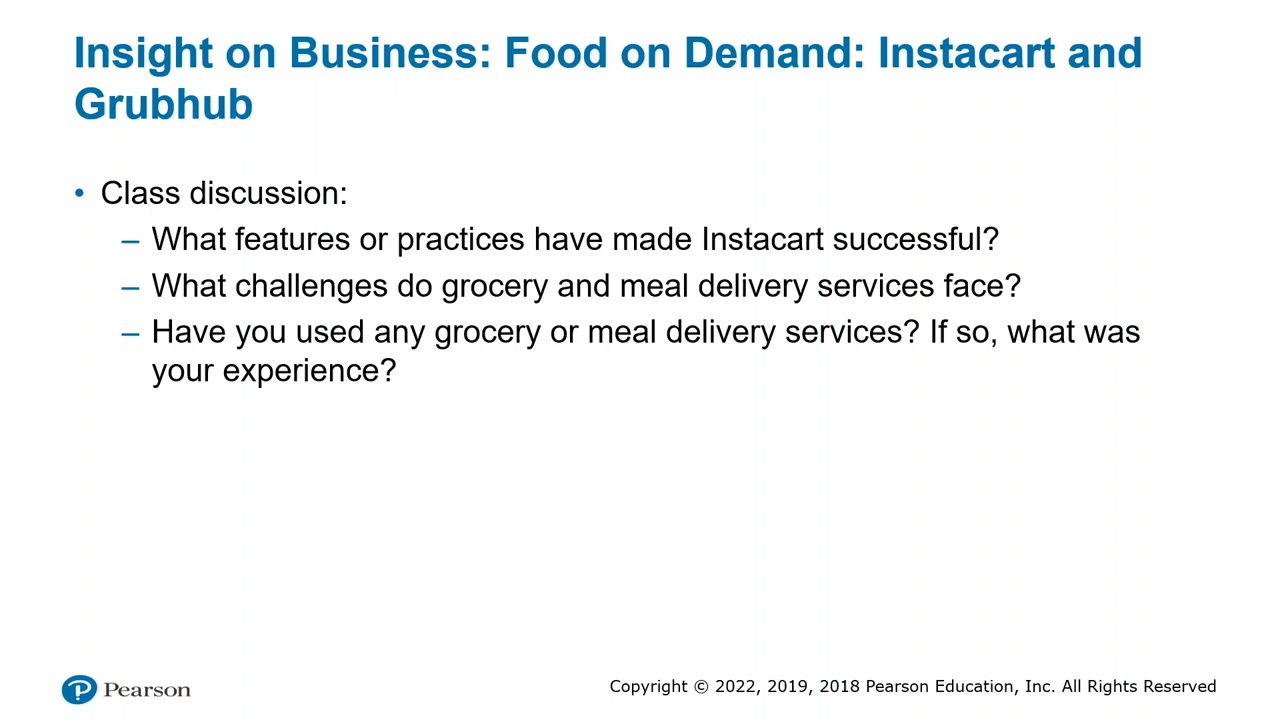 Insight on Business: Food on Demand: Instacart and
Grubhub
• Class discussion:
– What features or practices have made Instacart successful?
– What challenges do grocery and meal delivery services face?
– Have you used any grocery or meal delivery services? If so, what was
your experience?
P Pearson
Copyright © 2022, 2019, 2018 Pearson Education, Inc. All Rights Reserved